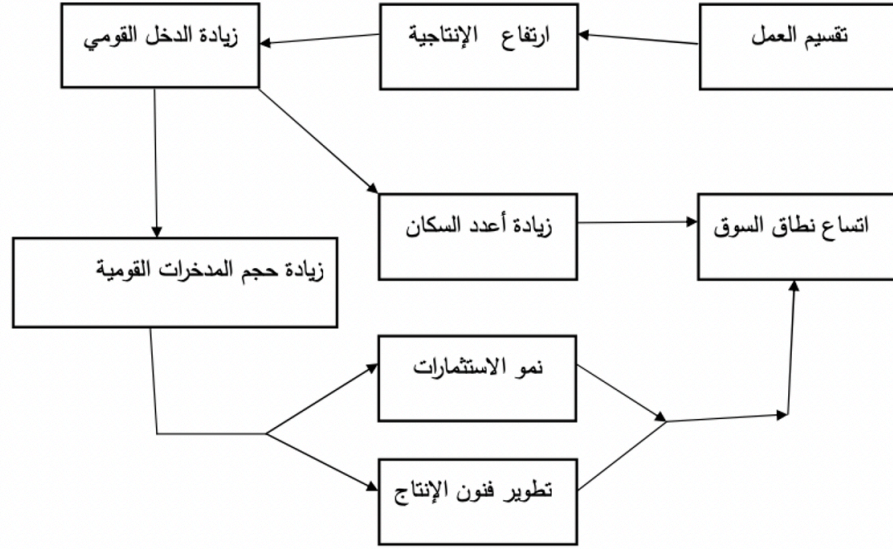 تقسيم العمل
ارتفاع الإنتاجية
زيادة الدخل القومي
اتساع نطاق السوق
زيادة أعدد السكان
زيادة حجم المدخرات القومية
نمو الاستثمارات
تطوير فنون الإنتاج